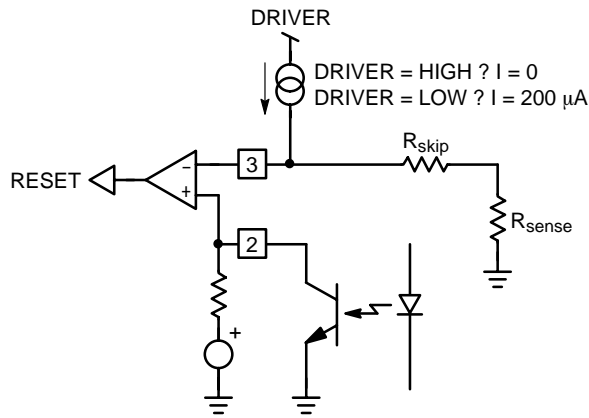 DRIVER
DRIVER = HIGH ? I = 0
DRIVER = LOW ? I = 200 µA
Rskip
3
RESET
−
+
Rsense
2
+